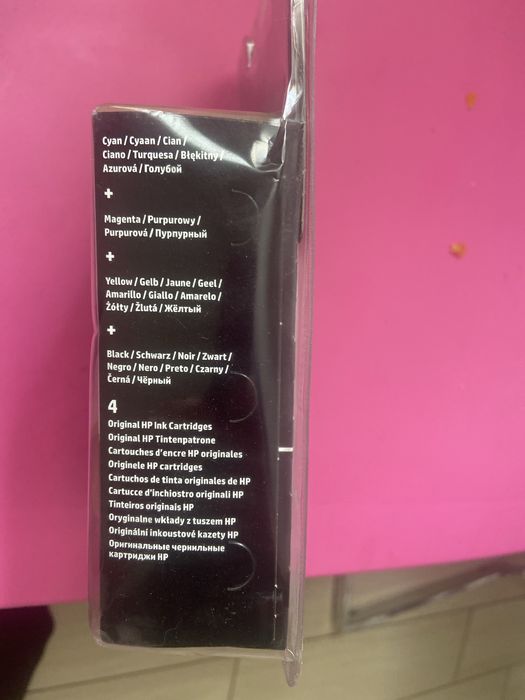 Cyan / Cyaan / Cian /
Ciano / Turquesa / Błękitny /
Azurová / Голубой
+
Magenta / Purpurowy /
Purpurová / Пурпурный
+
Yellow / Gelb / Jaune / Geel /
Amarillo / Giallo / Amarelo /
Żółty / Žlutá / Жёлтый
+
Black / Schwarz / Noir / Zwart /
Negro / Nero / Preto / Czarny /
Černá / Чёрный
4
Original HP Ink Cartridges
Original HP Tintenpatrone
Cartouches d'encre HP originales
Originele HP cartridges
Cartuchos de tinta originales de HP
Cartucce d'inchiostro originali HP
Tinteiros originais HP
Oryginalne wkłady z tuszem HP
Originální inkoustové kazety HP
Оригинальные чернильные
картриджи HP